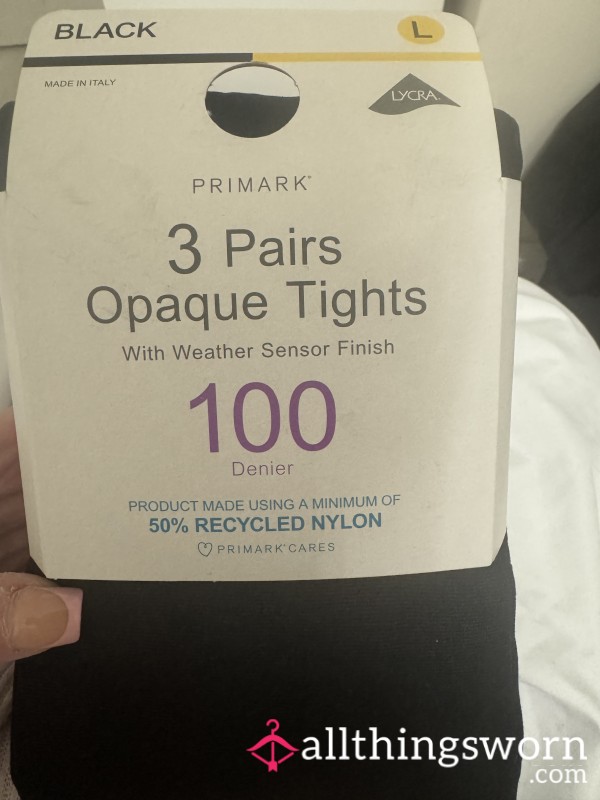 BLACK
L
MADE IN ITALY
LYCRA®
PRIMARK®
3 Pairs
Opaque Tights
With Weather Sensor Finish
100
Denier
PRODUCT MADE USING A MINIMUM OF
50% RECYCLED NYLON
PRIMARK® CARES
allthingsworn
.com